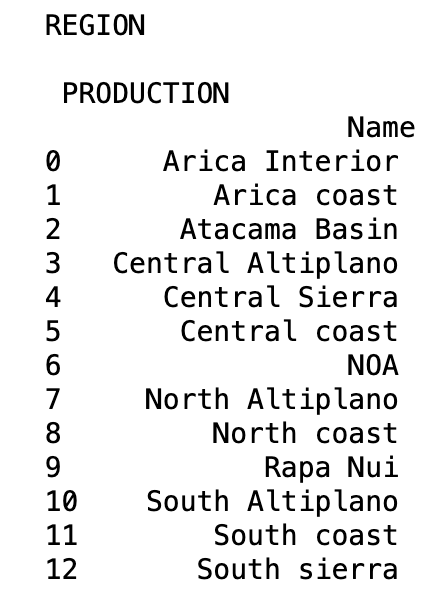 REGION
PRODUCTION
Name
0 Arica Interior
1 Arica coast
2 Atacama Basin
3 Central Altiplano
4 Central Sierra
5 Central coast
6 NOA
7 North Altiplano
8 North coast
9 Rapa Nui
10 South Altiplano
11 South coast
12 South sierra